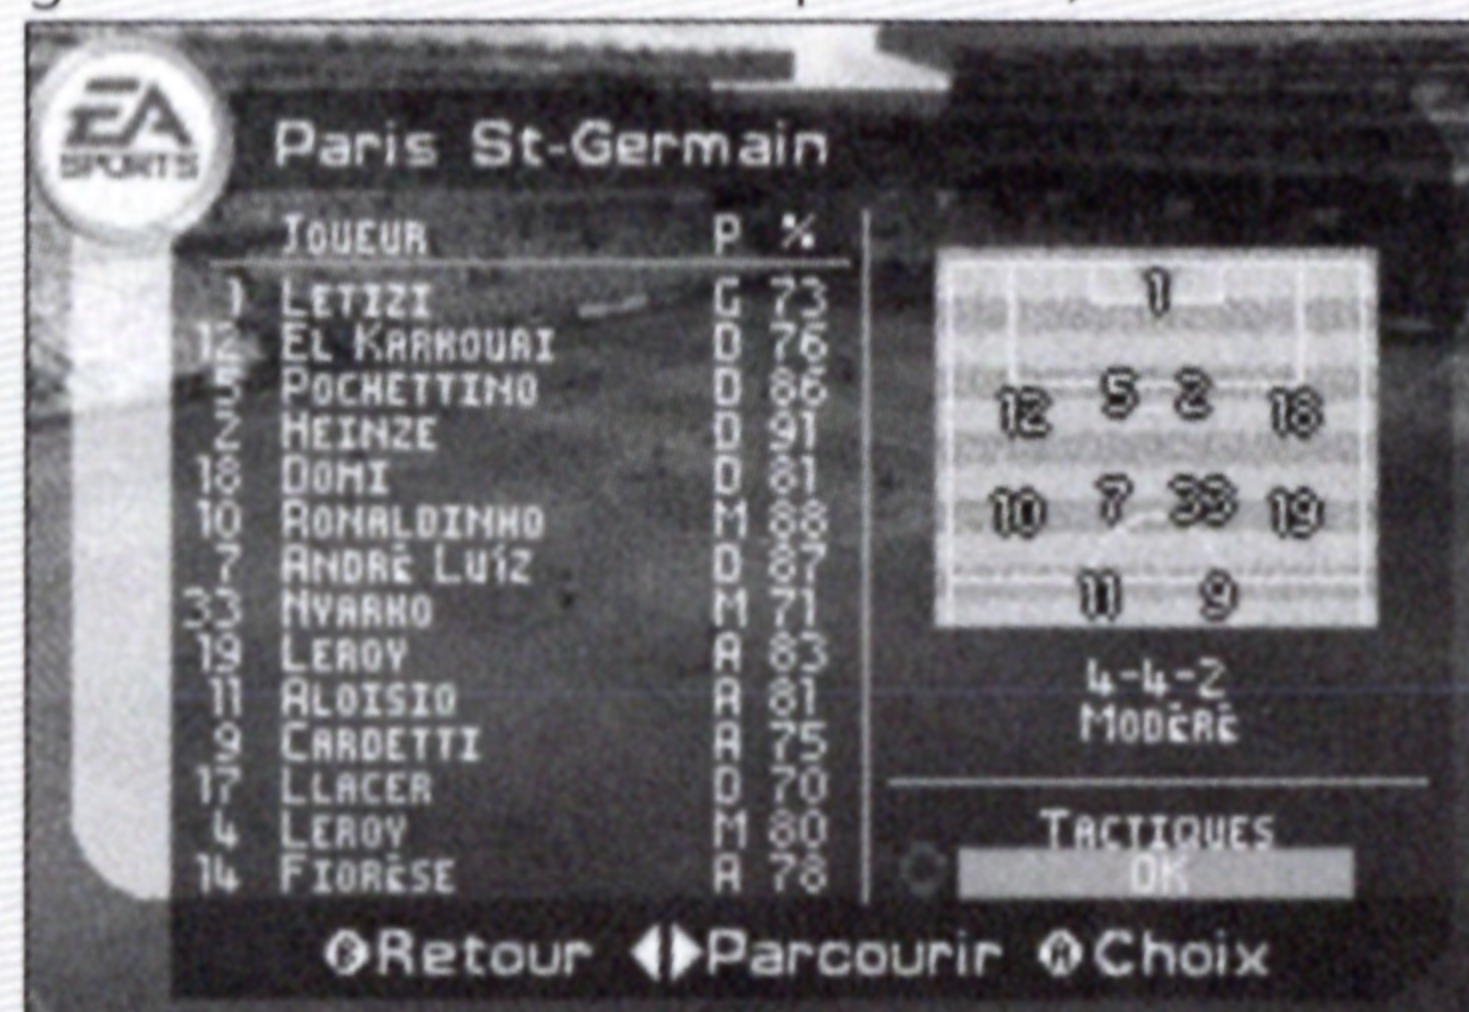 EA
SPORTS
Paris St-Germain
JOUEUR P %
1 LETIZI G 73
12 EL KARKOURI D 76
5 POCHETTINO D 86
2 HEINZE D 91
18 DOMI D 81
10 RONALDINHO M 88
7 ANDRÉ LUÍZ D 87
33 NYARKO M 71
19 LEROY A 83
11 ALOISIO A 81
9 CARDETTI A 75
17 LLACER D 70
4 LEROY M 80
14 FIORÈSE A 78
1
12 5 2 18
10 7 33 19
11 9
4-4-2
MODÉRÉ
TACTIQUES
OK
B Retour Parcourir A Choix